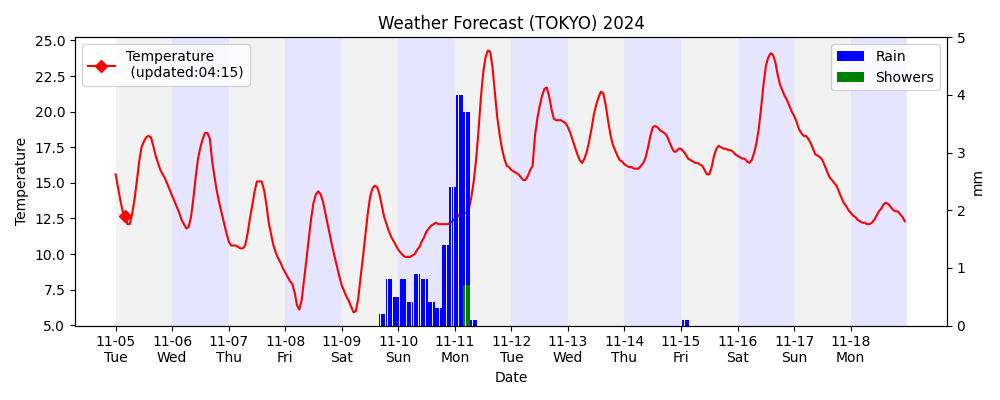 Weather Forecast (TOKYO) 2024
Temperature
(updated:04:15)
Rain
Showers
25.0
22.5
20.0
17.5
15.0
12.5
10.0
7.5
5.0
Temperature
5
4
3
2
1
0
mm
11-05 11-06 11-07 11-08 11-09 11-10 11-11 11-12 11-13 11-14 11-15 11-16 11-17 11-18
Tue Wed Thu Fri Sat Sun Mon Tue Wed Thu Fri Sat Sun Mon
Date